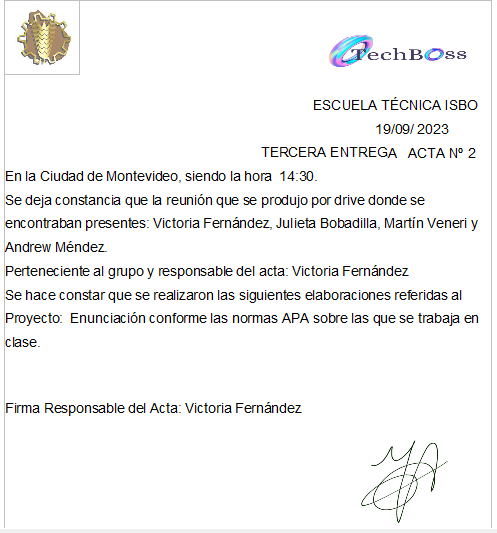 TechBOss
ESCUELA TÉCNICA ISBO
19/09/ 2023
TERCERA ENTREGA ACTA Nº 2
En la Ciudad de Montevideo, siendo la hora 14:30.
Se deja constancia que la reunión que se produjo por drive donde se
encontraban presentes: Victoria Fernández, Julieta Bobadilla, Martín Veneri y
Andrew Méndez.
Perteneciente al grupo y responsable del acta: Victoria Fernández
Se hace constar que se realizaron las siguientes elaboraciones referidas al
Proyecto: Enunciación conforme las normas APA sobre las que se trabaja en
clase.
Firma Responsable del Acta: Victoria Fernández